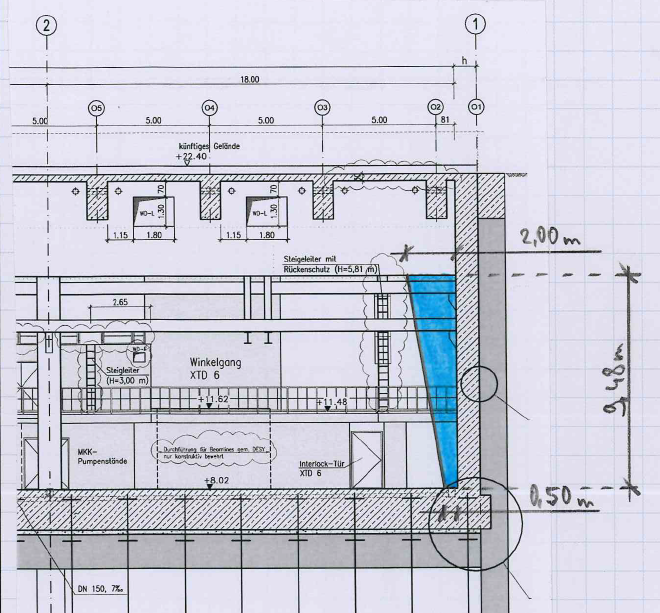 2
1
h
18.00
O5
O4
O3
O2
O1
5.00
5.00
5.00
5.00
81
künftiges Gelände
+22.40
70
70
WD-L
1.30
WD-L
1.30
1.15
1.80
1.15
1.80
2,00 m
Steigeleiter mit
Rückenschutz (H=5,81 m)
2.65
WD-L
Winkelgang
XTD 6
Steigleiter
(H=3,00 m)
9,48 m
+11.62
+11.48
MKK-
Pumpenstände
Durchführung für Beamlines gem. DESY
nur konstruktiv bewehrt
Interlock-Tür
XTD 6
+8.02
0,50 m
DN 150, 7‰